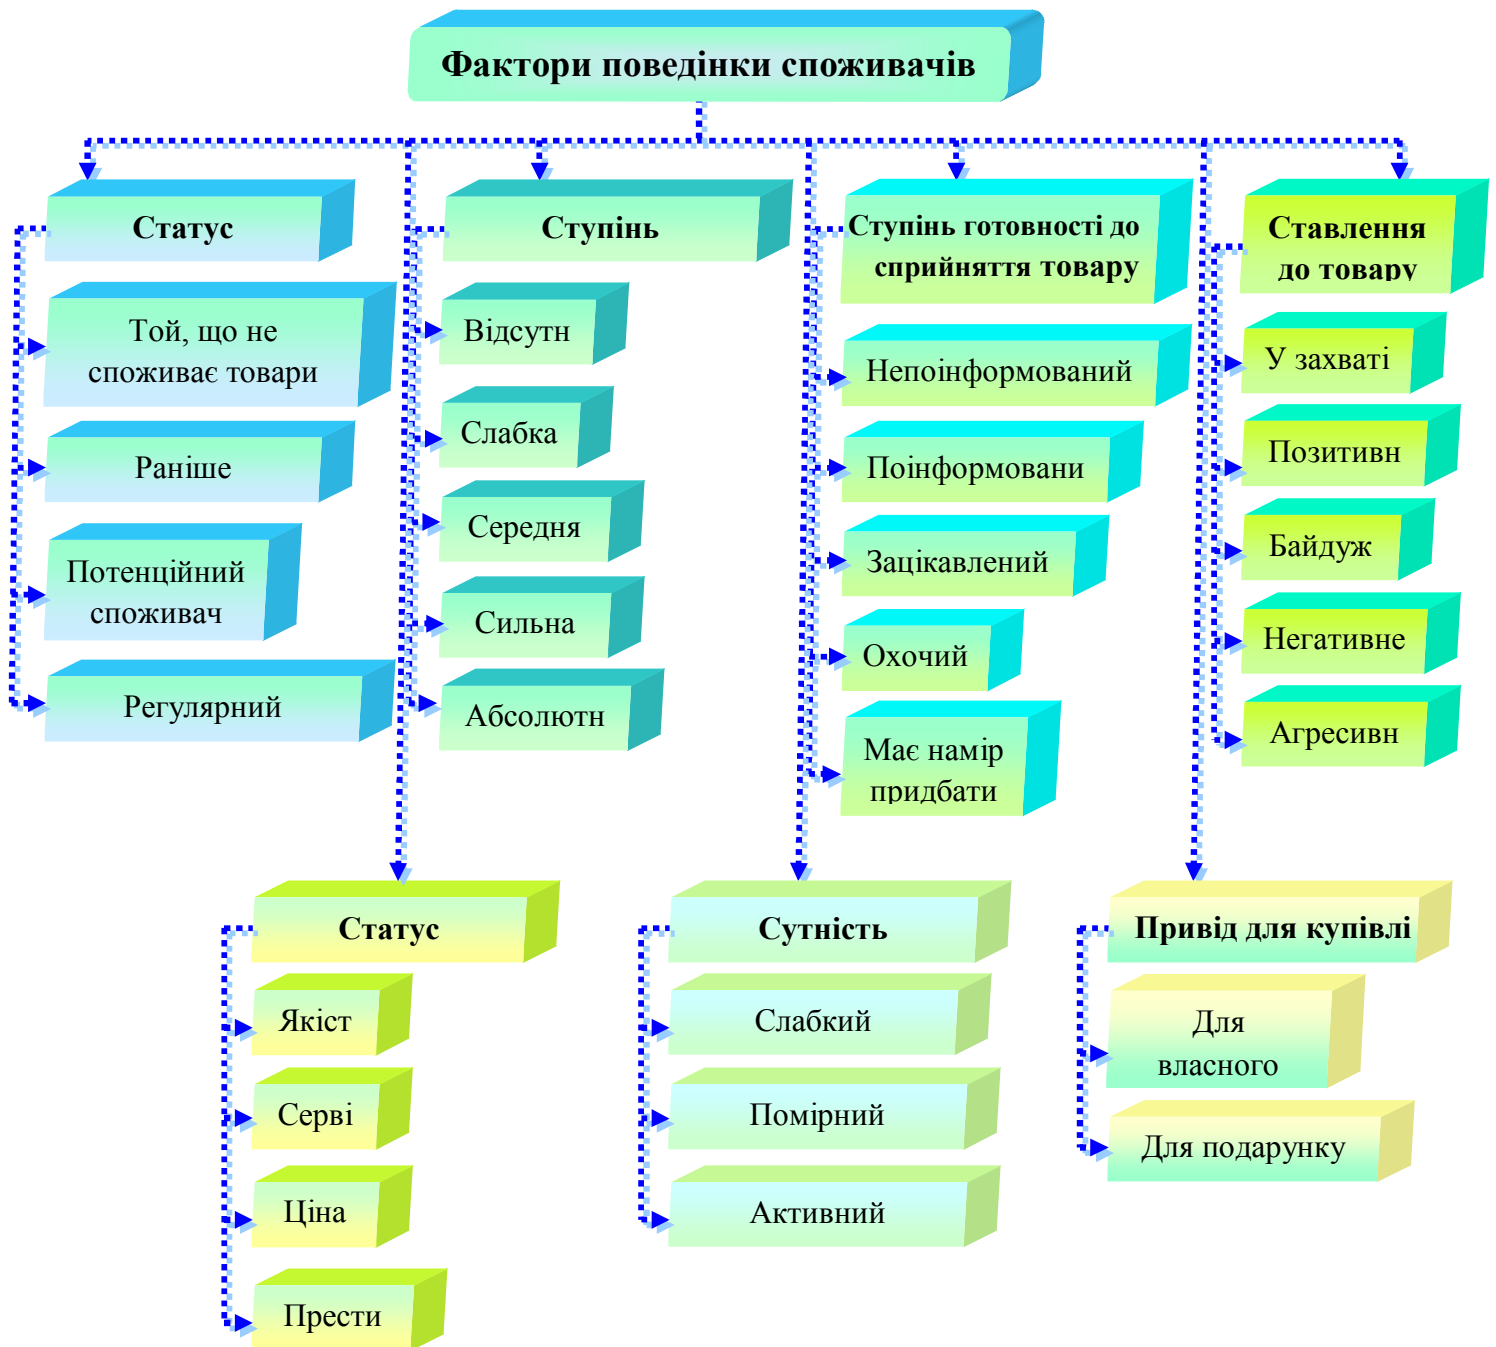 Фактори поведінки споживачів
Статус
Той, що не
споживає товари
Раніше
Потенційний
споживач
Регулярний
Ступінь
Відсутн
Слабка
Середня
Сильна
Абсолютн
Ступінь готовності до
сприйняття товару
Непоінформований
Поінформовани
Зацікавлений
Охочий
Має намір
придбати
Ставлення
до товару
У захваті
Позитивн
Байдуж
Негативне
Агресивн
Статус
Якіст
Серві
Ціна
Прести
Сутність
Слабкий
Помірний
Активний
Привід для купівлі
Для
власного
Для подарунку